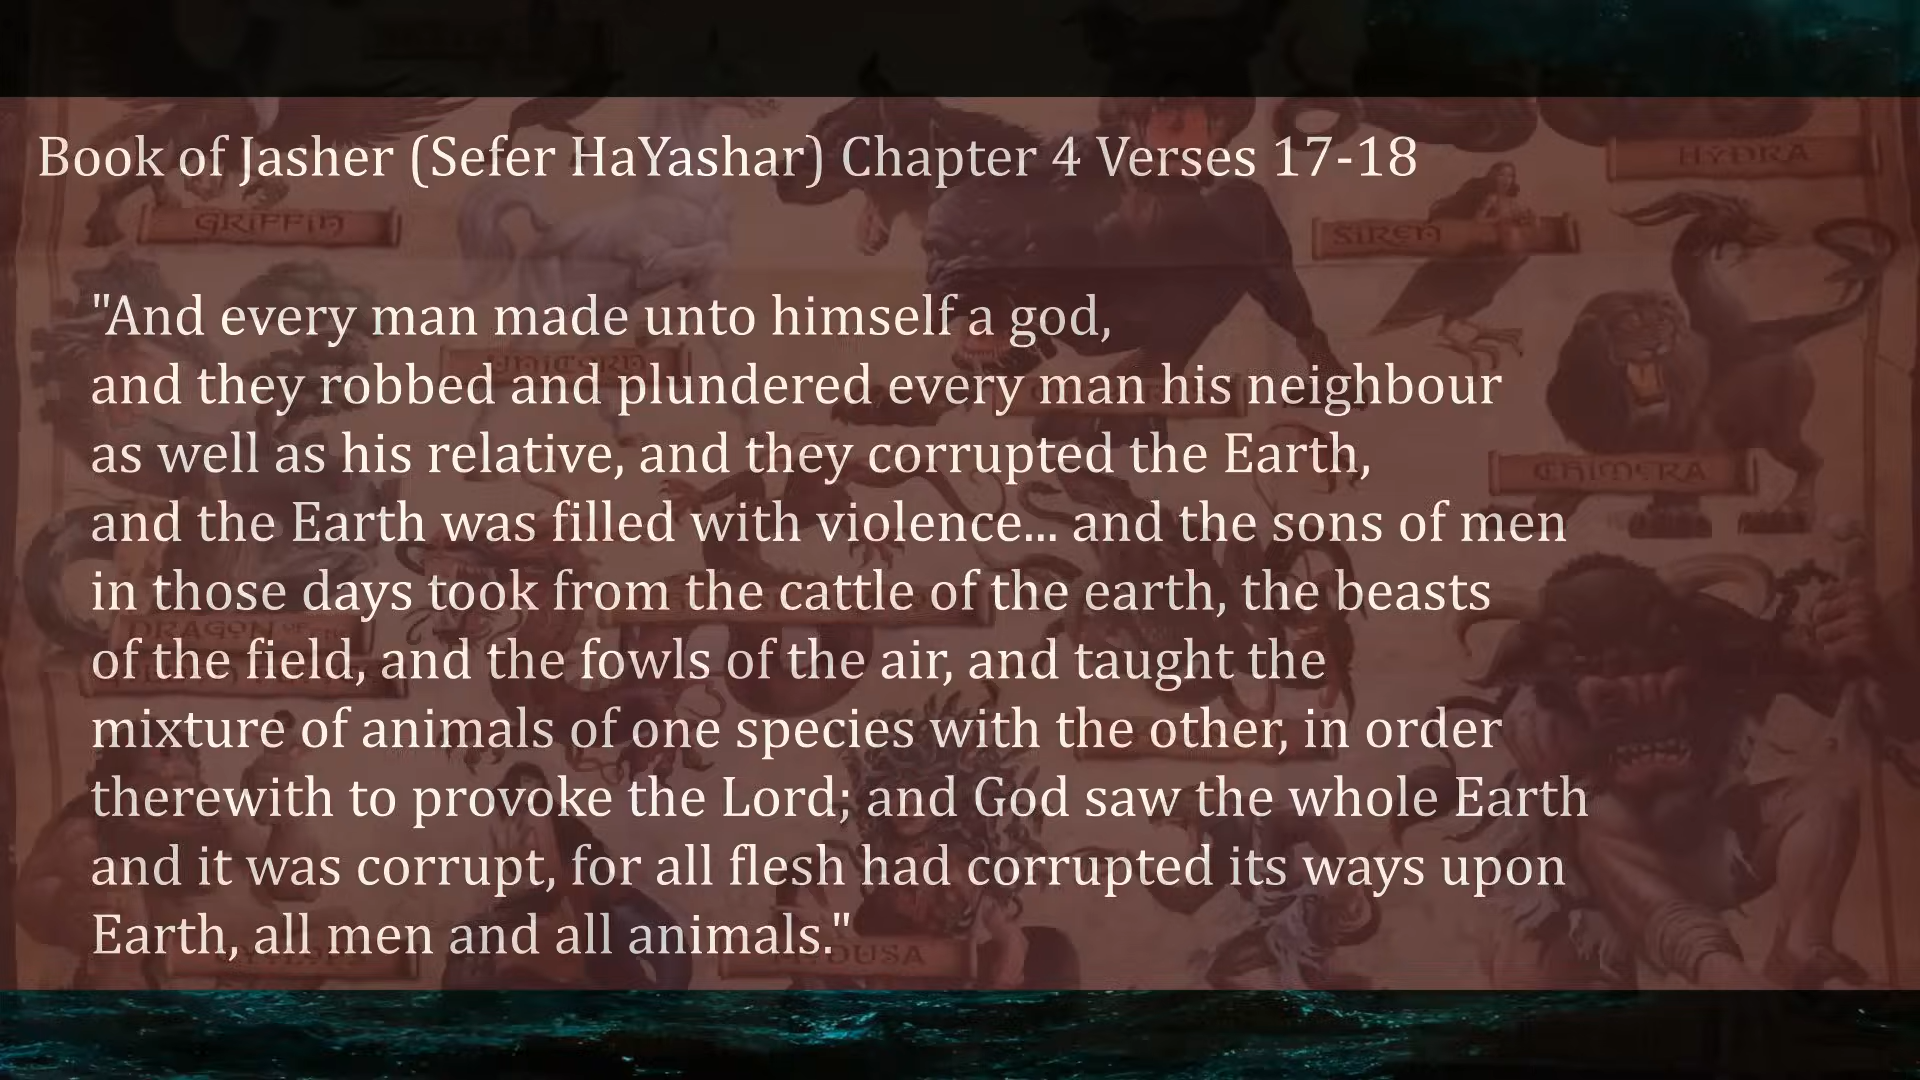 Book of Jasher (Sefer HaYashar) Chapter 4 Verses 17-18
GRIFFIN
HYDRA
SIREN
UNICORN
CHIMERA
"And every man made unto himself a god,
and they robbed and plundered every man his neighbour
as well as his relative, and they corrupted the Earth,
and the Earth was filled with violence... and the sons of men
in those days took from the cattle of the earth, the beasts
DRAGON
of the field, and the fowls of the air, and taught the
mixture of animals of one species with the other, in order
therewith to provoke the Lord; and God saw the whole Earth
and it was corrupt, for all flesh had corrupted its ways upon
Earth, all men and all animals."